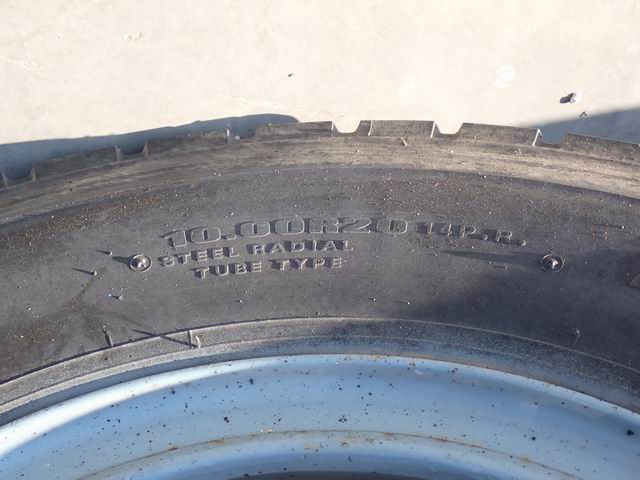 10.00R20 14P.R.
STEEL RADIAL
TUBE TYPE